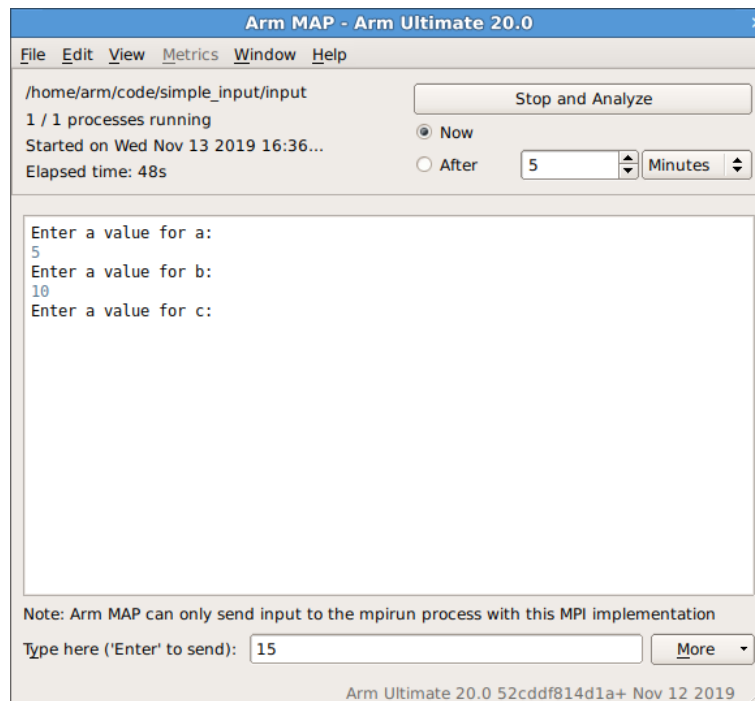 Arm MAP - Arm Ultimate 20.0
File Edit View Metrics Window Help
/home/arm/code/simple_input/input
1 / 1 processes running
Started on Wed Nov 13 2019 16:36...
Elapsed time: 48s
Stop and Analyze
Now
After 5 Minutes
Enter a value for a:
5
Enter a value for b:
10
Enter a value for c:
Note: Arm MAP can only send input to the mpirun process with this MPI implementation
Type here ('Enter' to send): 15 More
Arm Ultimate 20.0 52cddf814d1a+ Nov 12 2019